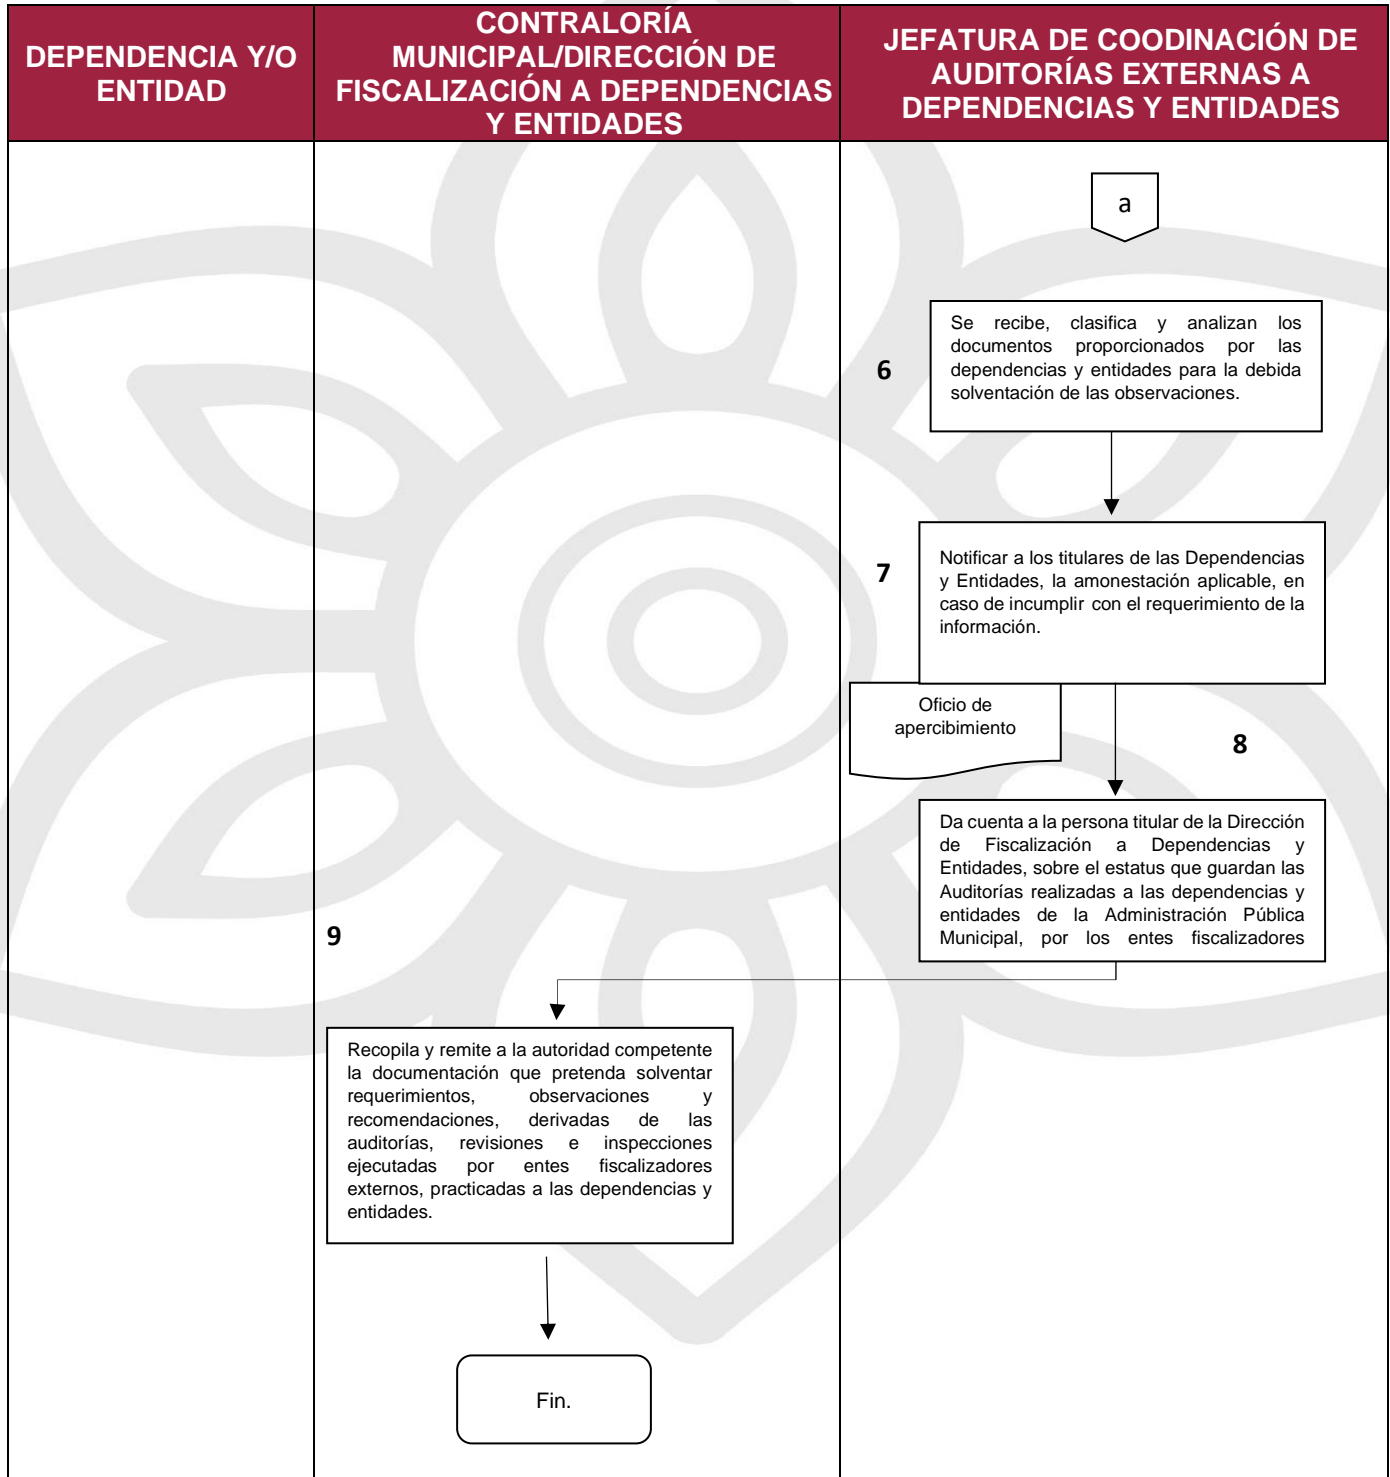 DEPENDENCIA Y/O
ENTIDAD
CONTRALORÍA
MUNICIPAL/DIRECCIÓN DE
FISCALIZACIÓN A DEPENDENCIAS
Y ENTIDADES
JEFATURA DE COODINACIÓN DE
AUDITORÍAS EXTERNAS A
DEPENDENCIAS Y ENTIDADES
a
6
Se recibe, clasifica y analizan los
documentos proporcionados por las
dependencias y entidades para la debida
solventación de las observaciones.
7
Notificar a los titulares de las Dependencias
y Entidades, la amonestación aplicable, en
caso de incumplir con el requerimiento de la
información.
Oficio de
apercibimiento
8
Da cuenta a la persona titular de la Dirección
de Fiscalización a Dependencias y
Entidades, sobre el estatus que guardan las
Auditorías realizadas a las dependencias y
entidades de la Administración Pública
Municipal, por los entes fiscalizadores
9
Recopila y remite a la autoridad competente
la documentación que pretenda solventar
requerimientos, observaciones y
recomendaciones, derivadas de las
auditorías, revisiones e inspecciones
ejecutadas por entes fiscalizadores
externos, practicadas a las dependencias y
entidades.
Fin.